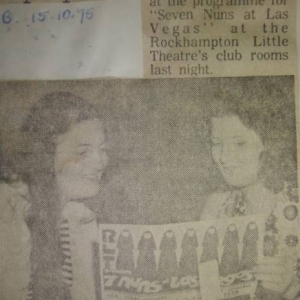 B. 15.10.75
at the programme for
"Seven Nuns at Las
Vegas" at the
Rockhampton Little
Theatre's club rooms
last night.